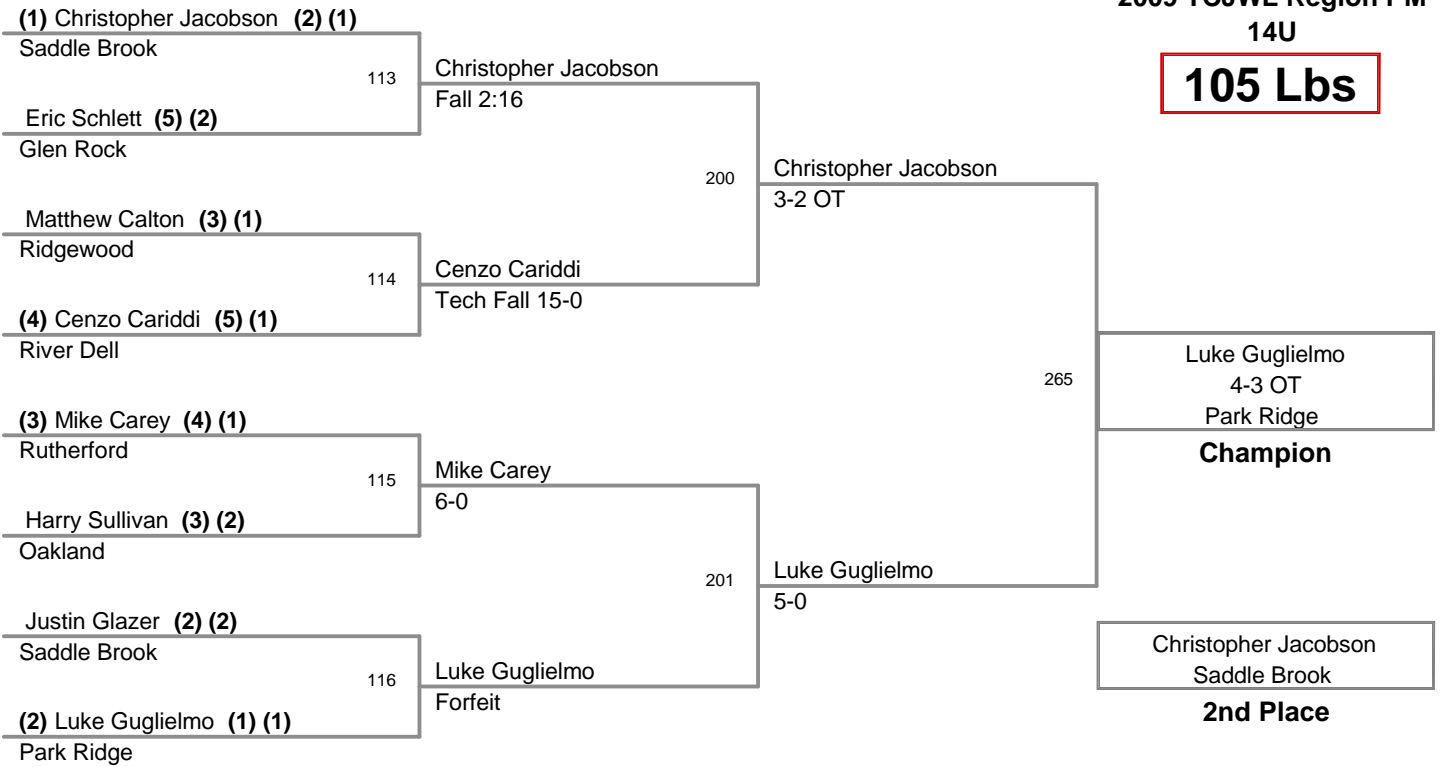 2009 TCJWL Region PM
14U
105 Lbs
(1) Christopher Jacobson (2) (1)
Saddle Brook
113
Christopher Jacobson
Fall 2:16
Eric Schlett (5) (2)
Glen Rock
200
Christopher Jacobson
3-2 OT
Matthew Calton (3) (1)
Ridgewood
114
Cenzo Cariddi
Tech Fall 15-0
(4) Cenzo Cariddi (5) (1)
River Dell
265
Luke Guglielmo
4-3 OT
Park Ridge
Champion
(3) Mike Carey (4) (1)
Rutherford
115
Mike Carey
6-0
Harry Sullivan (3) (2)
Oakland
201
Luke Guglielmo
5-0
Justin Glazer (2) (2)
Saddle Brook
116
Luke Guglielmo
Forfeit
(2) Luke Guglielmo (1) (1)
Park Ridge
Christopher Jacobson
Saddle Brook
2nd Place